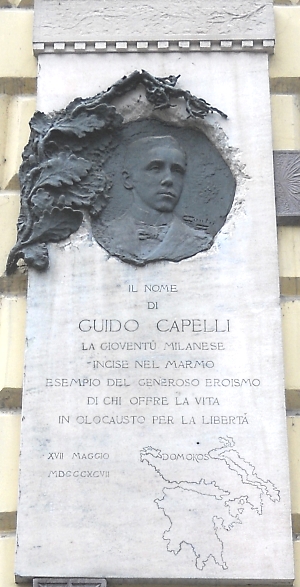 IL NOME
DI
GUIDO CAPELLI
LA GIOVENTÙ MILANESE
INCISE NEL MARMO
ESEMPIO DEL GENEROSO EROISMO
DI CHI OFFRE LA VITA
IN OLOCAUSTO PER LA LIBERTÀ
XVII MAGGIO
MDCCCXCVII
DOMOKOS